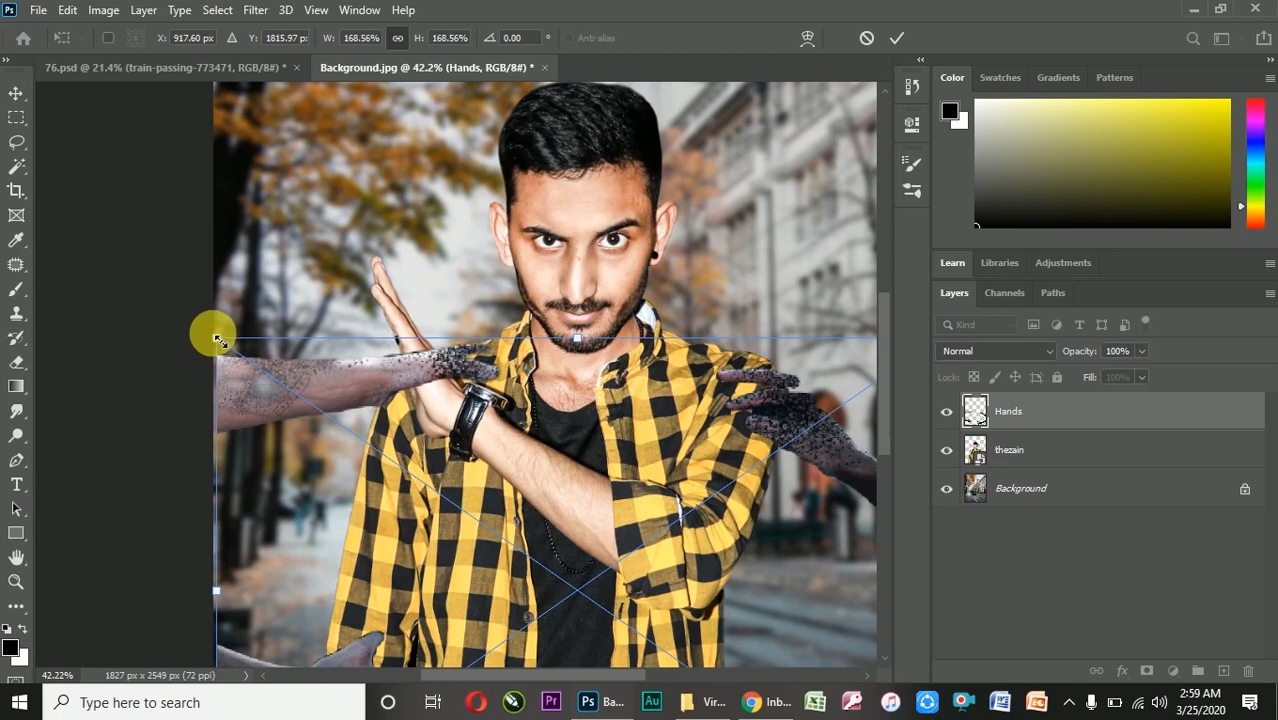 Ps File Edit Image Layer Type Select Filter 3D View Window Help
X: 917.60 px Y: 1815.97 px W: 168.56% H: 168.56% 0.00 ° Anti-alias
76.psd @ 21.4% (train-passing-773471, RGB/8#) * × Background.jpg @ 42.2% (Hands, RGB/8#) * ×
Color Swatches Gradients Patterns
Learn Libraries Adjustments
Layers Channels Paths
Kind
Normal Opacity: 100%
Lock: Fill: 100%
Hands
thezain
Background
42.22% 1827 px x 2549 px (72 ppi)
Type here to search
Pr Ps Ba... Au Vir... Inb...
2:59 AM
3/25/2020